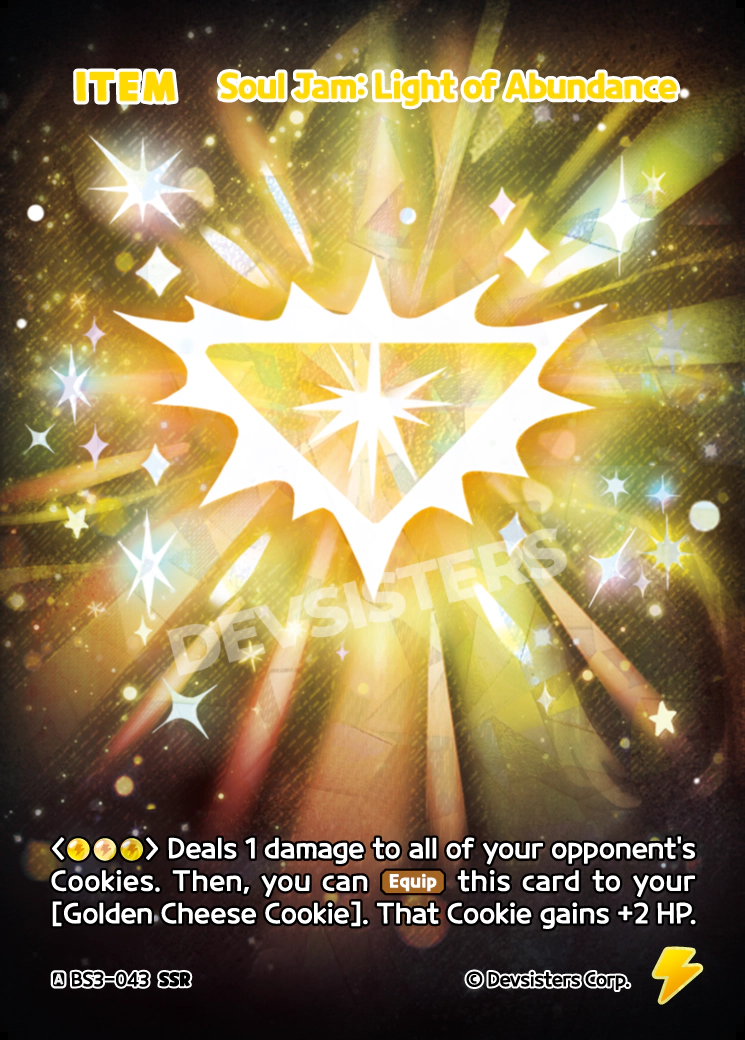 ITEM Soul Jam: Light of Abundance
DEVSISTERS
< > Deals 1 damage to all of your opponent's
Cookies. Then, you can Equip this card to your
[Golden Cheese Cookie]. That Cookie gains +2 HP.
A BS3-043 SSR © Devsisters Corp.